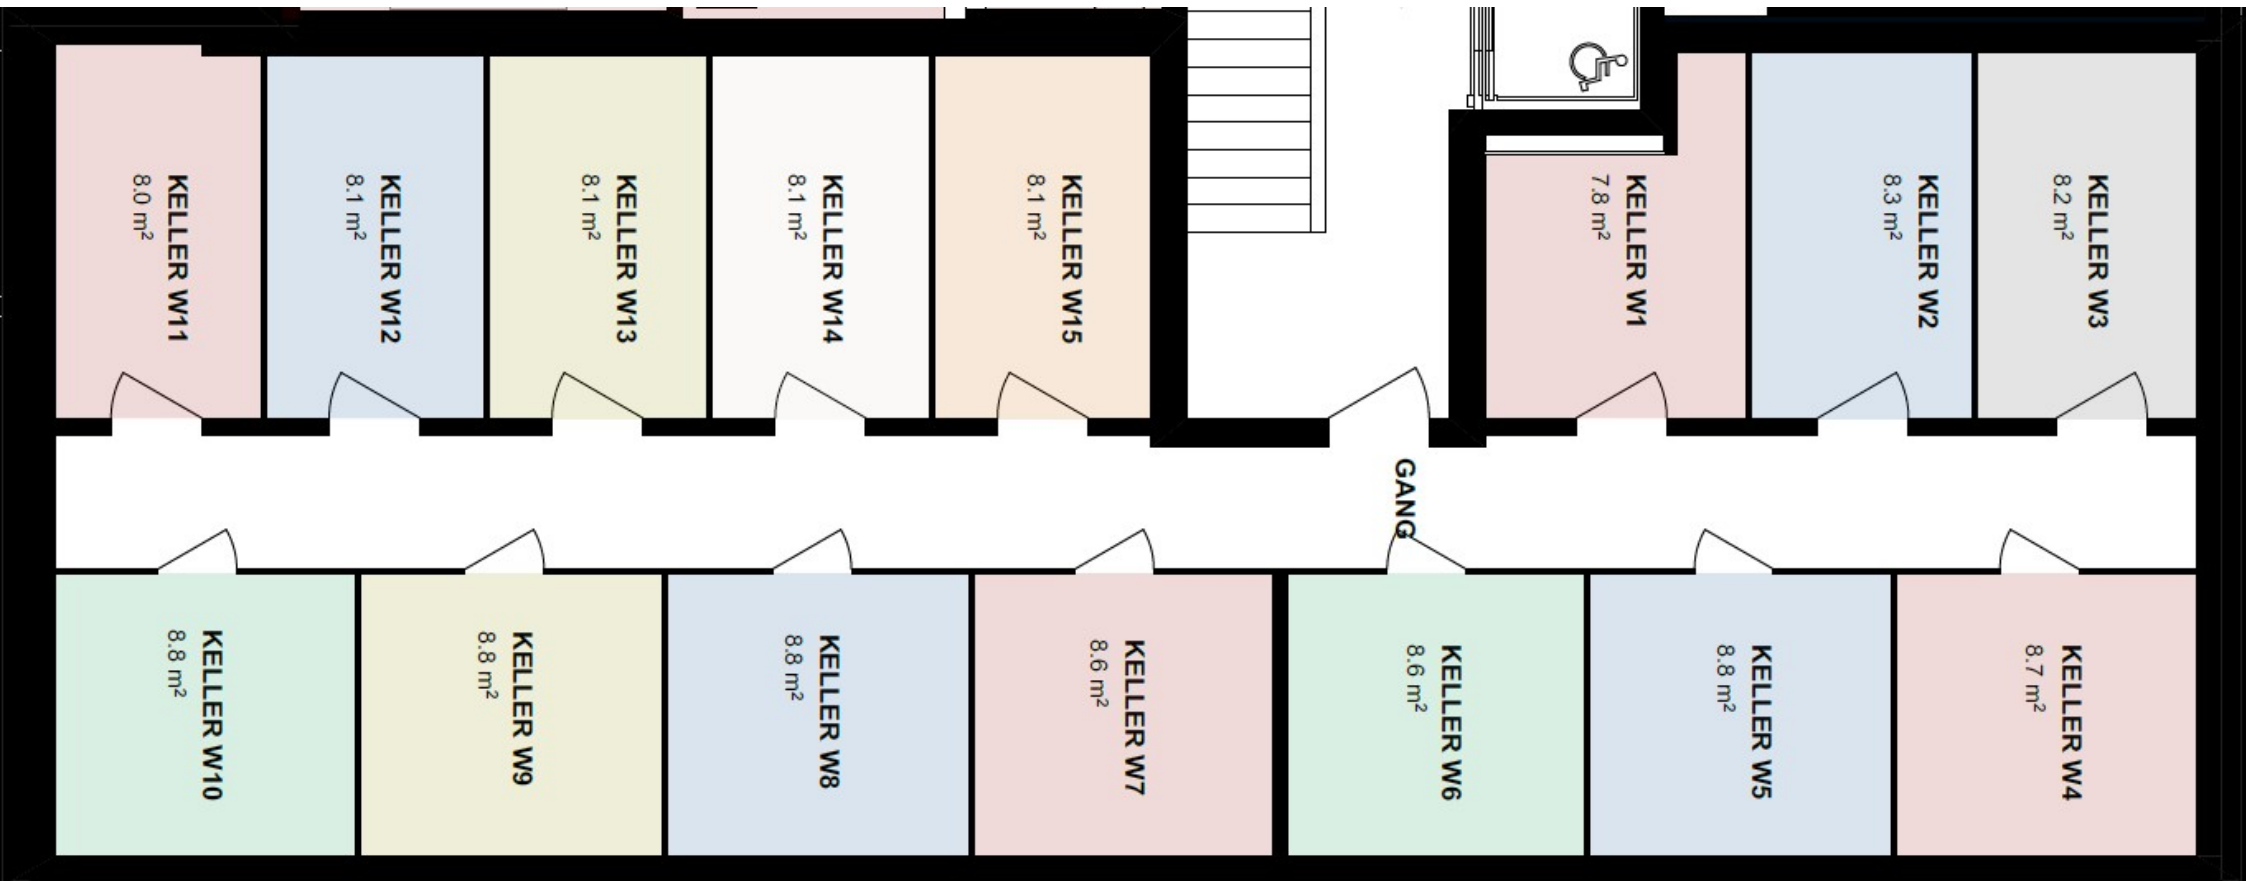 KELLER W11
8.0 m²
KELLER W12
8.1 m²
KELLER W13
8.1 m²
KELLER W14
8.1 m²
KELLER W15
8.1 m²
KELLER W1
7.8 m²
KELLER W2
8.3 m²
KELLER W3
8.2 m²
GANG
KELLER W10
8.8 m²
KELLER W9
8.8 m²
KELLER W8
8.8 m²
KELLER W7
8.6 m²
KELLER W6
8.6 m²
KELLER W5
8.8 m²
KELLER W4
8.7 m²